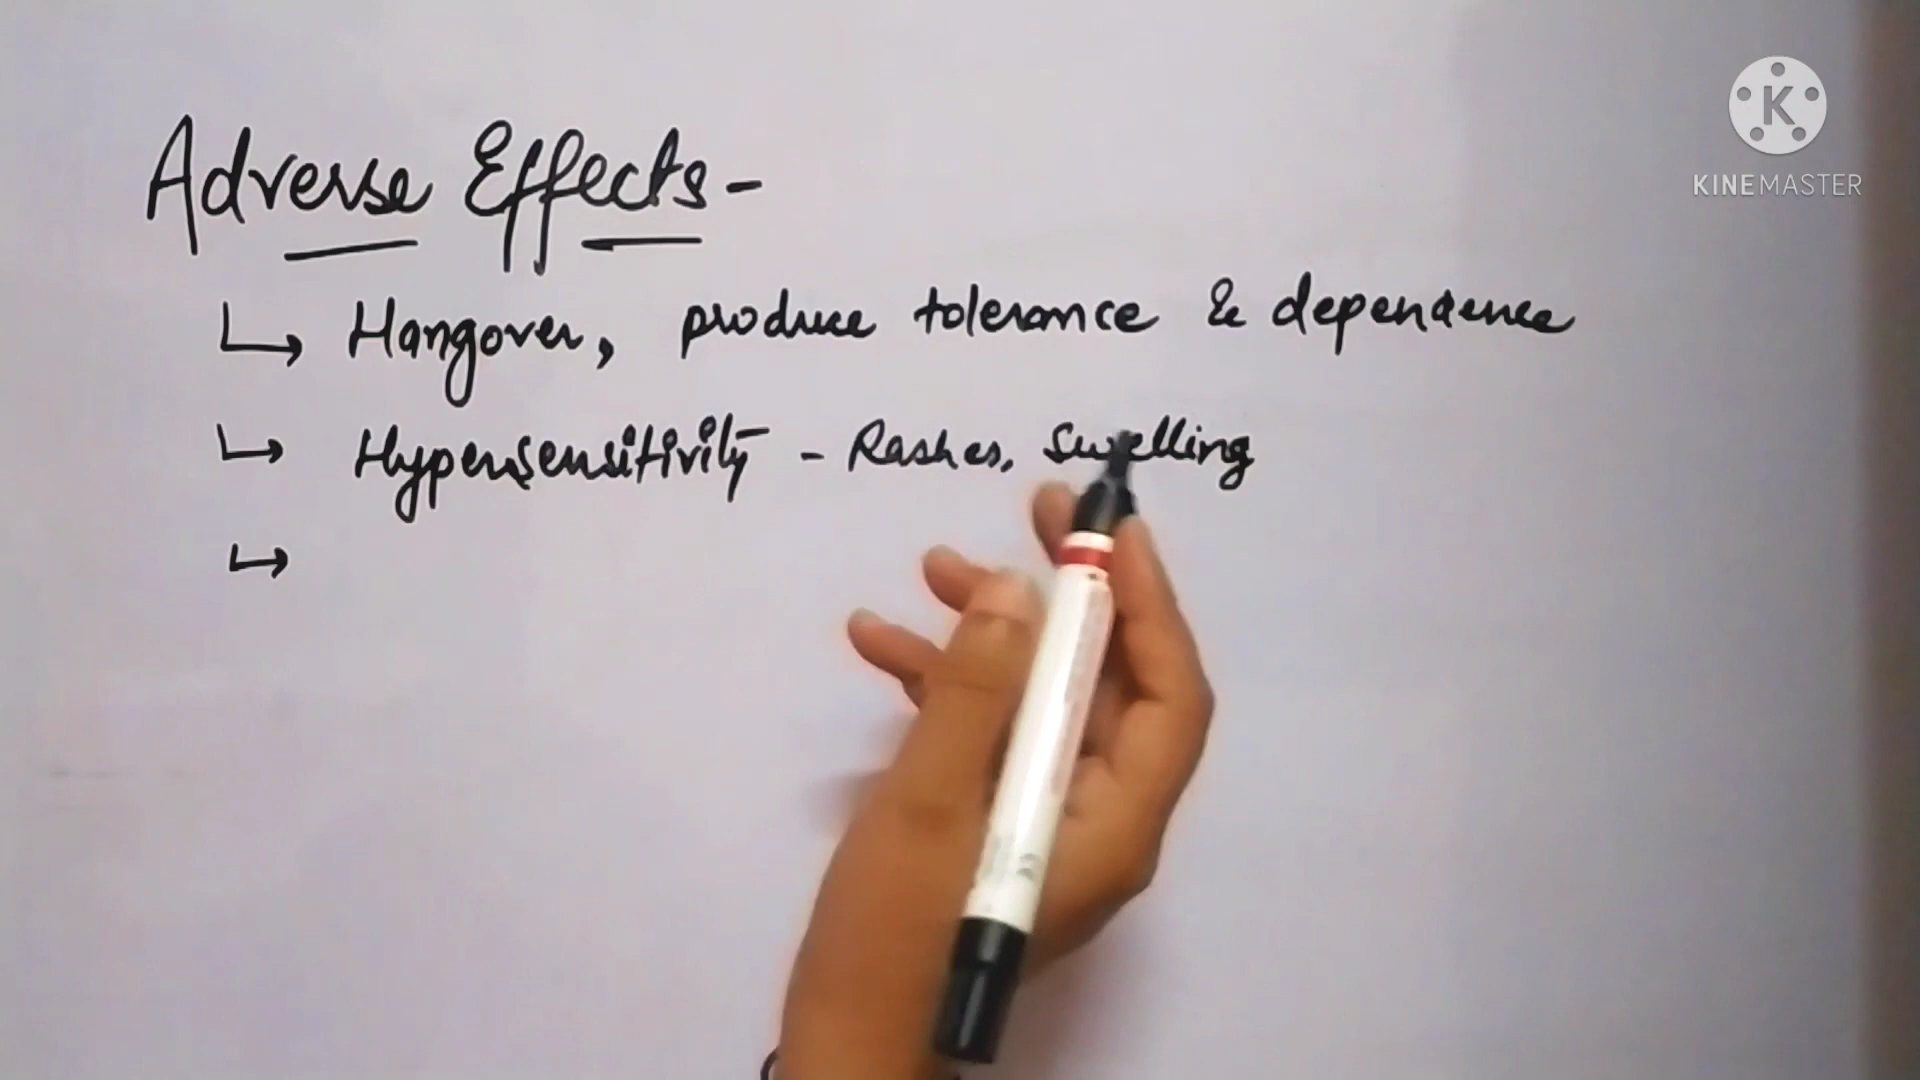 Adverse Effects -
↳ Hangover, produce tolerance & dependence
↳ Hypersensitivity - Rashes, Swelling
↳
K
KINEMASTER